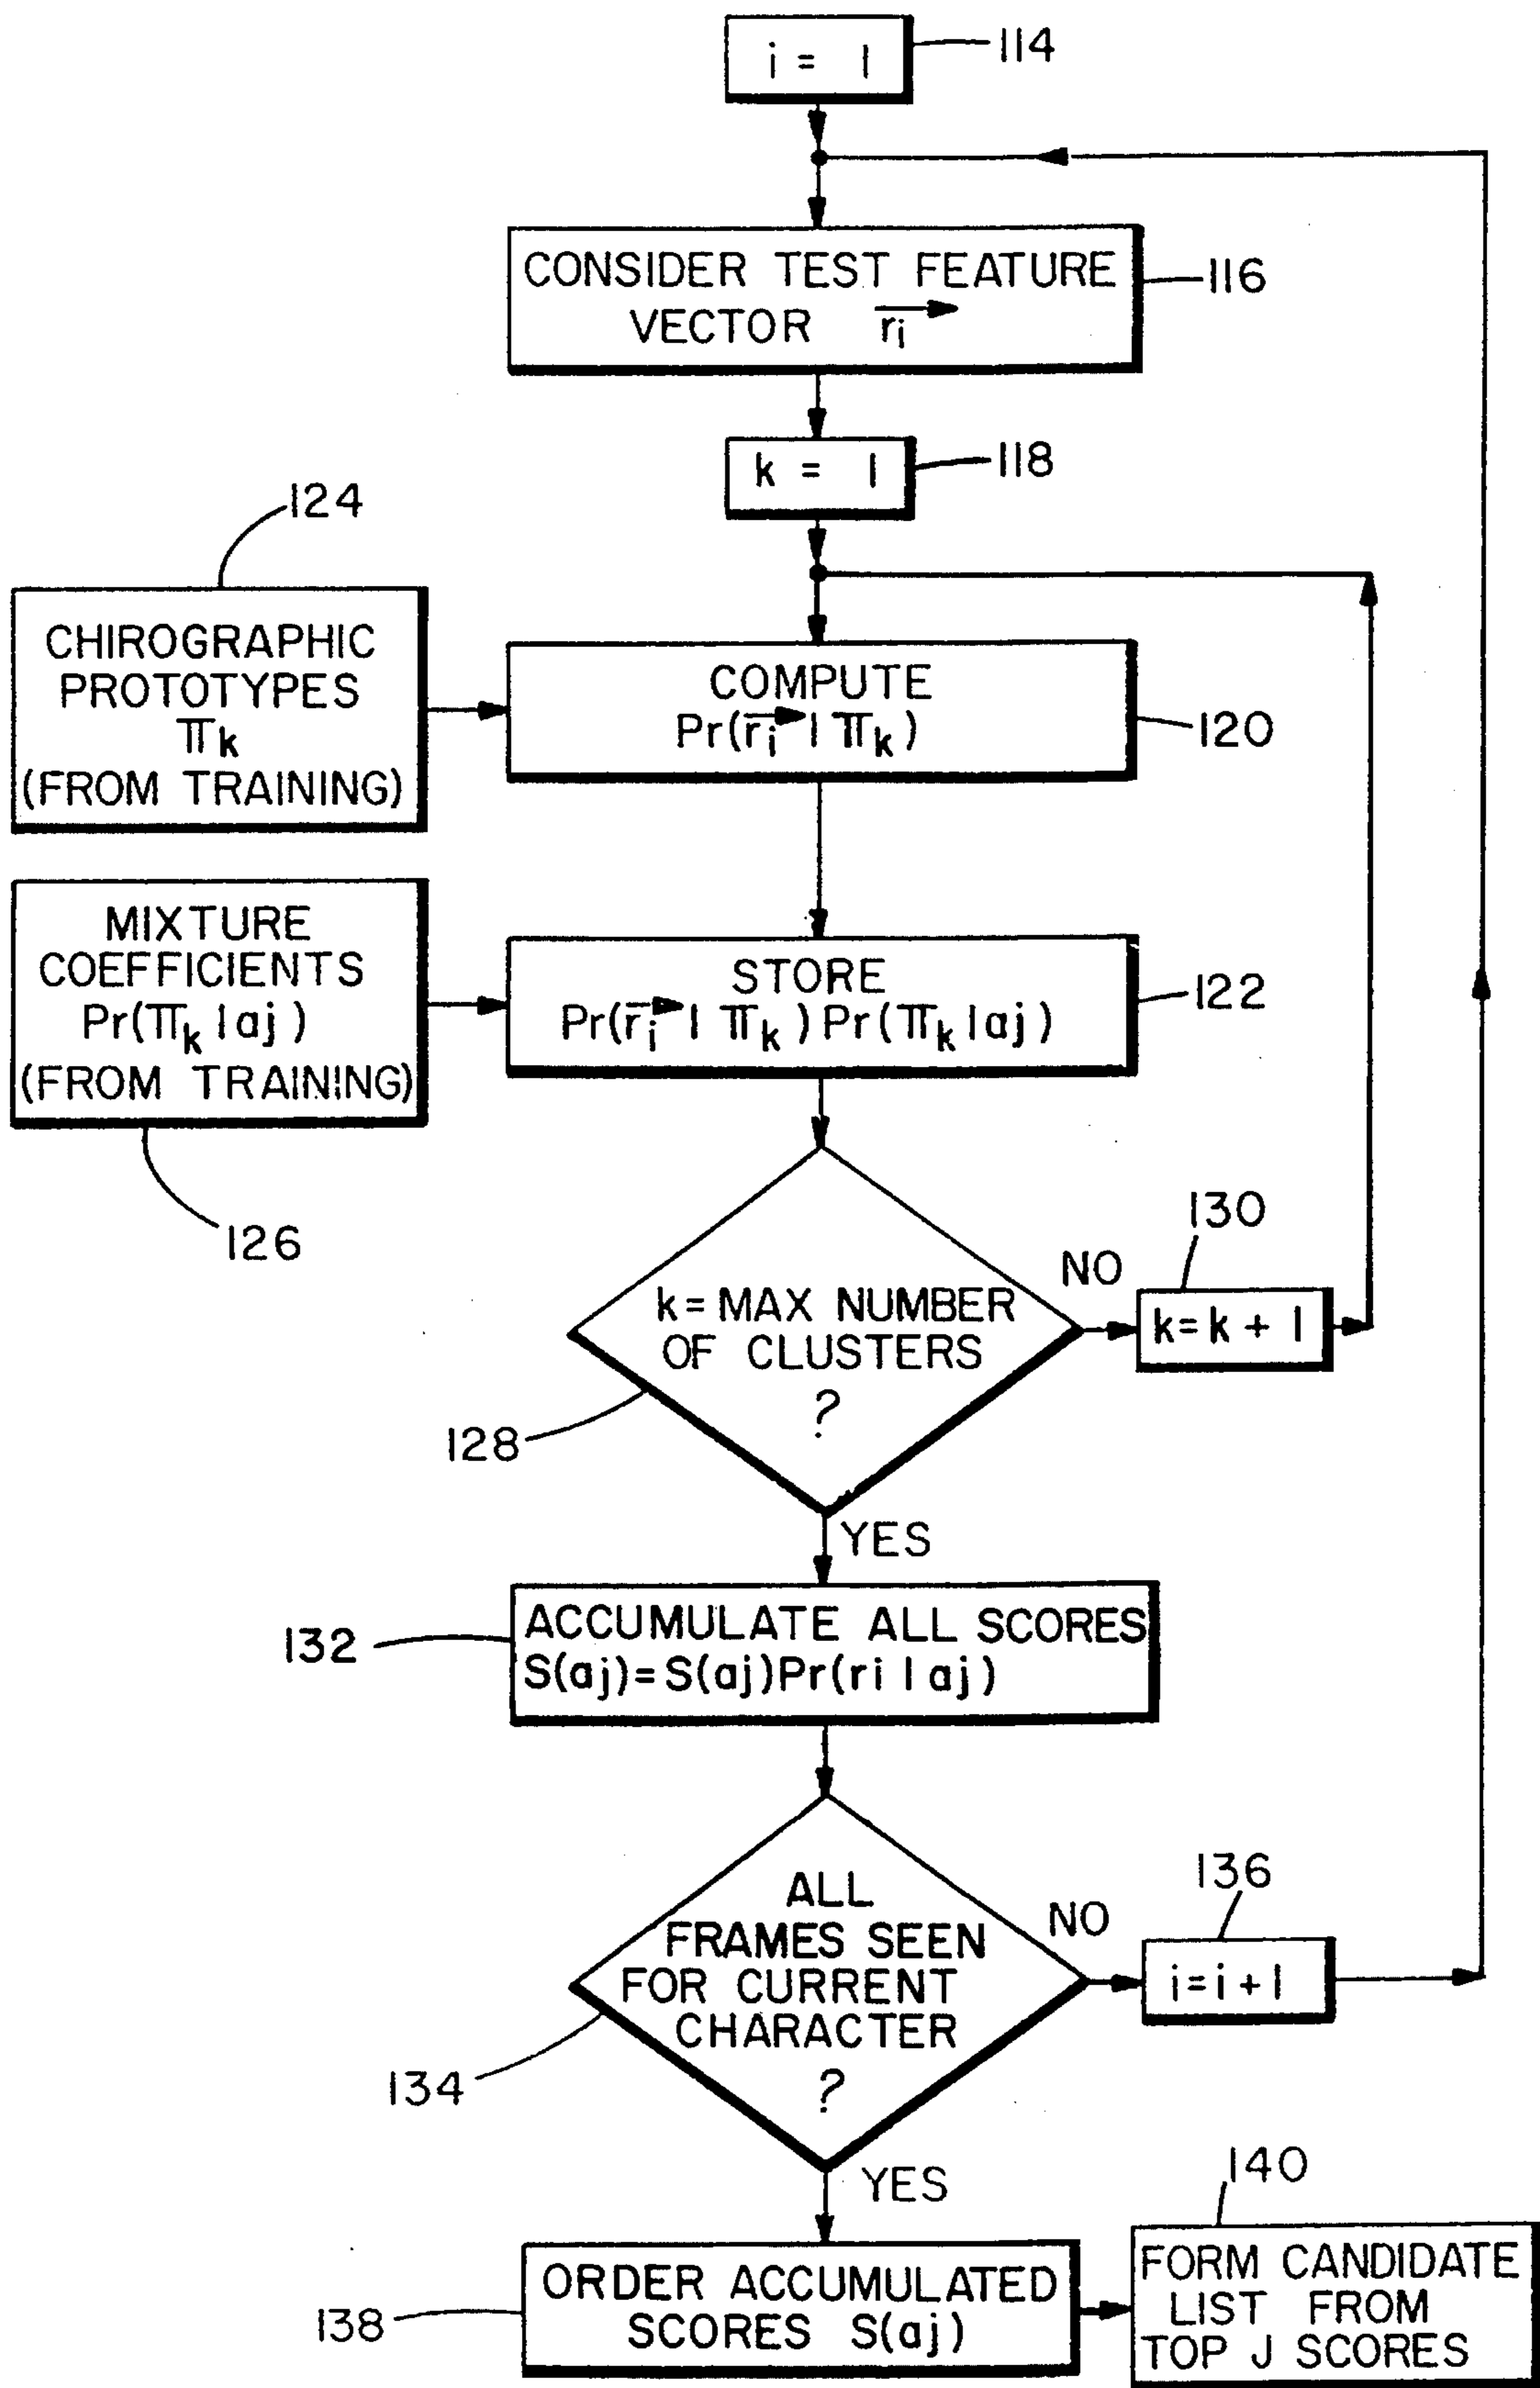 i = 1
114
CONSIDER TEST FEATURE
VECTOR r⃗i
116
k = 1
118
124
CHIROGRAPHIC
PROTOTYPES
πk
(FROM TRAINING)
COMPUTE
Pr(r⃗i | πk)
120
MIXTURE
COEFFICIENTS
Pr(πk | aj)
(FROM TRAINING)
126
STORE
Pr(r⃗i | πk) Pr(πk | aj)
122
k = MAX NUMBER
OF CLUSTERS
?
128
NO
130
k = k + 1
YES
ACCUMULATE ALL SCORES
S(aj) = S(aj)Pr(ri | aj)
132
ALL
FRAMES SEEN
FOR CURRENT
CHARACTER
?
134
NO
136
i = i + 1
YES
ORDER ACCUMULATED
SCORES S(aj)
138
140
FORM CANDIDATE
LIST FROM
TOP J SCORES